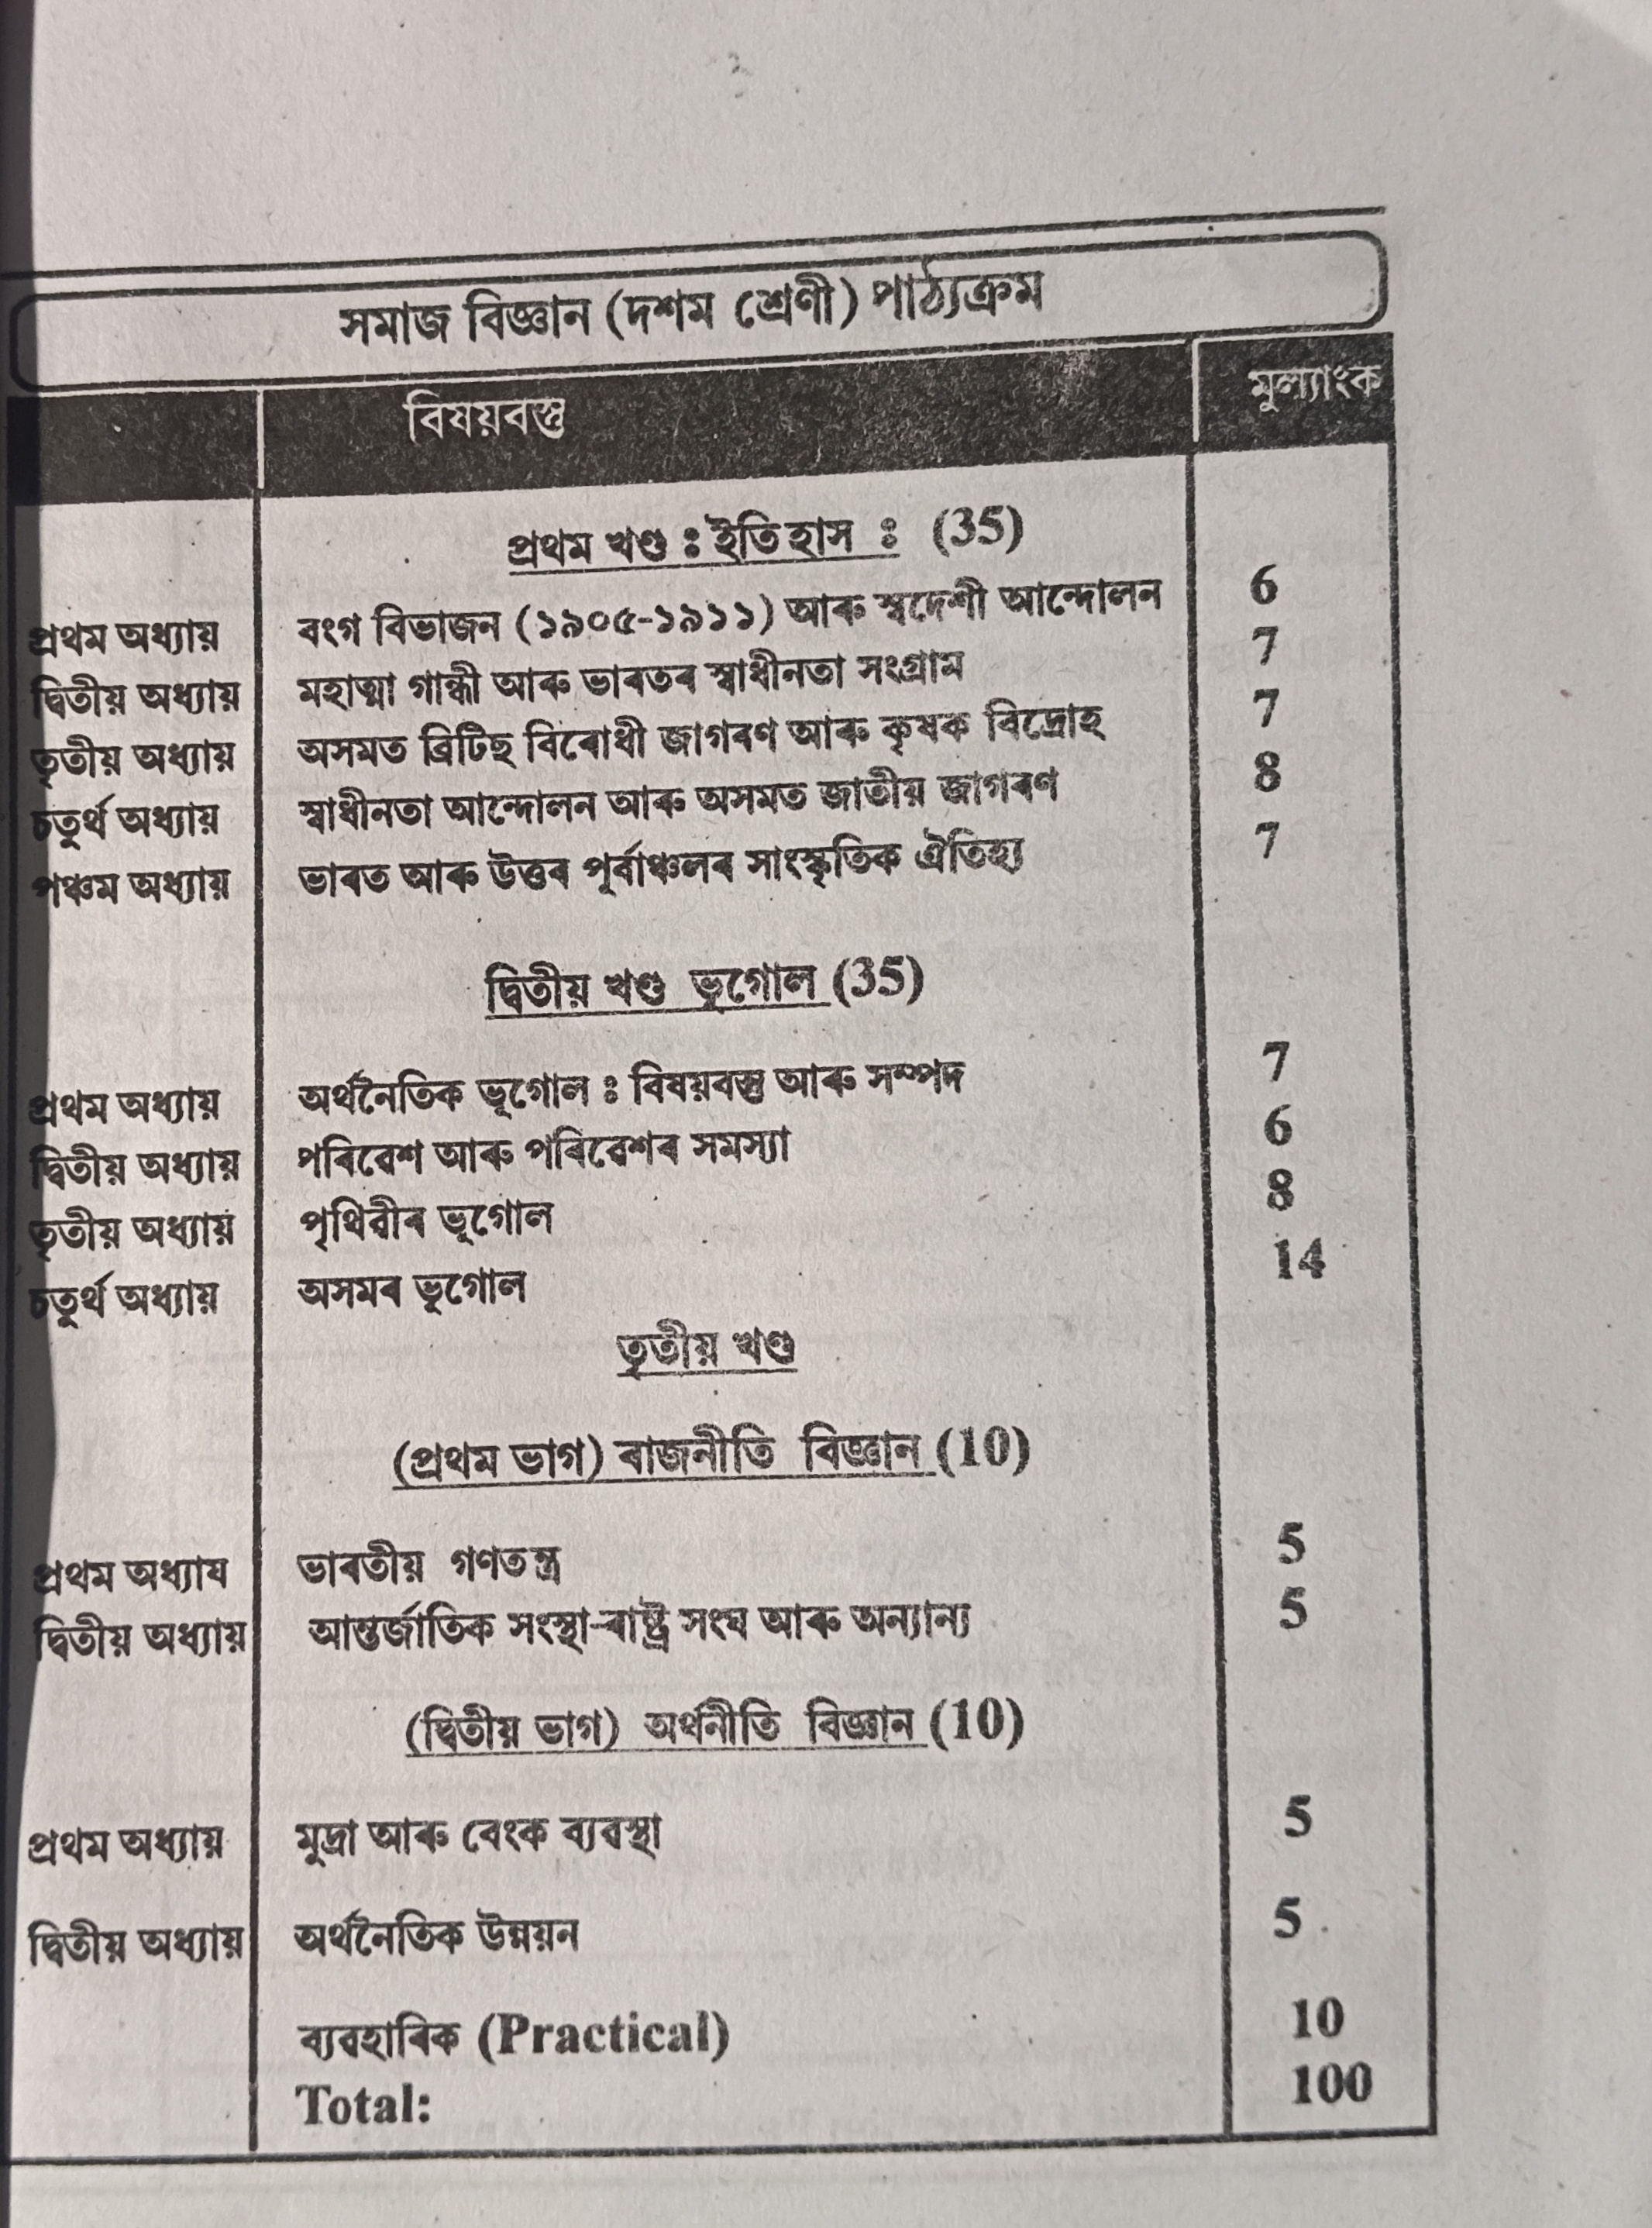 সমাজ বিজ্ঞান (দশম শ্রেণী) পাঠ্যক্ৰম
বিষয়বস্তু মুল্যাংক
প্ৰথম খণ্ড : ইতিহাস : (35)
প্ৰথম অধ্যায় বংগ বিভাজন (১৯০৫-১৯১১) আৰু স্বদেশী আন্দোলন 6
দ্বিতীয় অধ্যায় মহাত্মা গান্ধী আৰু ভাৰতৰ স্বাধীনতা সংগ্ৰাম 7
তৃতীয় অধ্যায় অসমত ব্ৰিটিছ বিৰোধী জাগৰণ আৰু কৃষক বিদ্ৰোহ 7
চতুৰ্থ অধ্যায় স্বাধীনতা আন্দোলন আৰু অসমত জাতীয় জাগৰণ 8
পঞ্চম অধ্যায় ভাৰত আৰু উত্তৰ পূৰ্বাঞ্চলৰ সাংস্কৃতিক ঐতিহ্য 7
দ্বিতীয় খণ্ড ভূগোল (35)
প্ৰথম অধ্যায় অৰ্থনৈতিক ভূগোল : বিষয়বস্তু আৰু সম্পদ 7
দ্বিতীয় অধ্যায় পৰিৱেশ আৰু পৰিৱেশৰ সমস্যা 6
তৃতীয় অধ্যায় পৃথিৱীৰ ভূগোল 8
চতুৰ্থ অধ্যায় অসমৰ ভূগোল 14
তৃতীয় খণ্ড
(প্ৰথম ভাগ) ৰাজনীতি বিজ্ঞান (10)
প্ৰথম অধ্যায ভাৰতীয় গণতন্ত্ৰ 5
দ্বিতীয় অধ্যায় আন্তৰ্জাতিক সংস্থা-ৰাষ্ট্ৰ সংঘ আৰু অন্যান্য 5
(দ্বিতীয় ভাগ) অৰ্থনীতি বিজ্ঞান (10)
প্ৰথম অধ্যায় মুদ্ৰা আৰু বেংক ব্যৱস্থা 5
দ্বিতীয় অধ্যায় অৰ্থনৈতিক উন্নয়ন 5
ব্যৱহাৰিক (Practical) 10
Total: 100